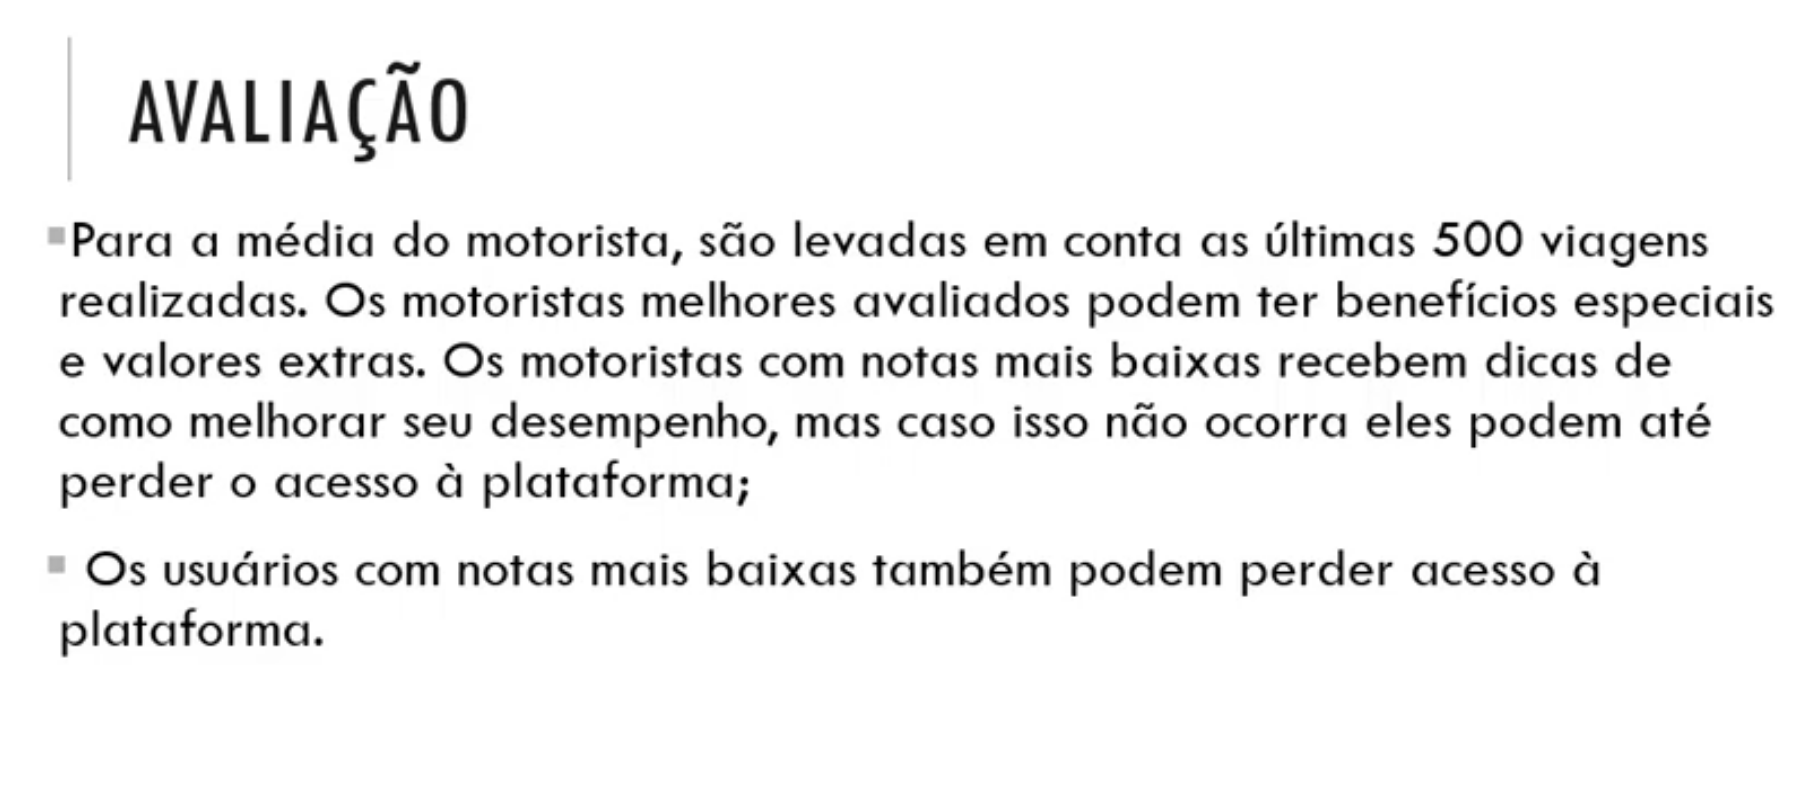 AVALIAÇÃO
▪Para a média do motorista, são levadas em conta as últimas 500 viagens
realizadas. Os motoristas melhores avaliados podem ter benefícios especiais
e valores extras. Os motoristas com notas mais baixas recebem dicas de
como melhorar seu desempenho, mas caso isso não ocorra eles podem até
perder o acesso à plataforma;
▪ Os usuários com notas mais baixas também podem perder acesso à
plataforma.